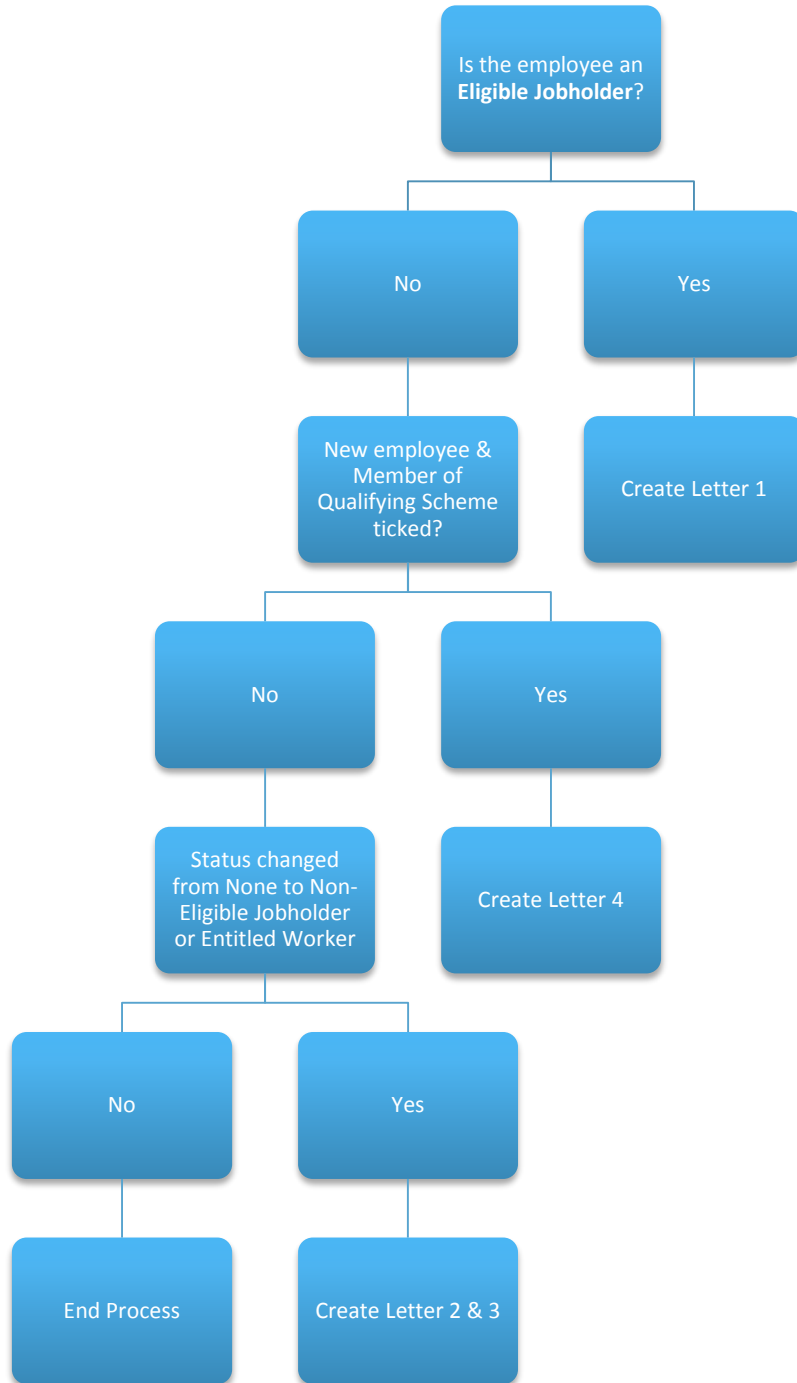 Is the employee an
Eligible Jobholder?
No
Yes
New employee &
Member of
Qualifying Scheme
ticked?
Create Letter 1
No
Yes
Status changed
from None to Non-
Eligible Jobholder
or Entitled Worker
Create Letter 4
No
Yes
End Process
Create Letter 2 & 3